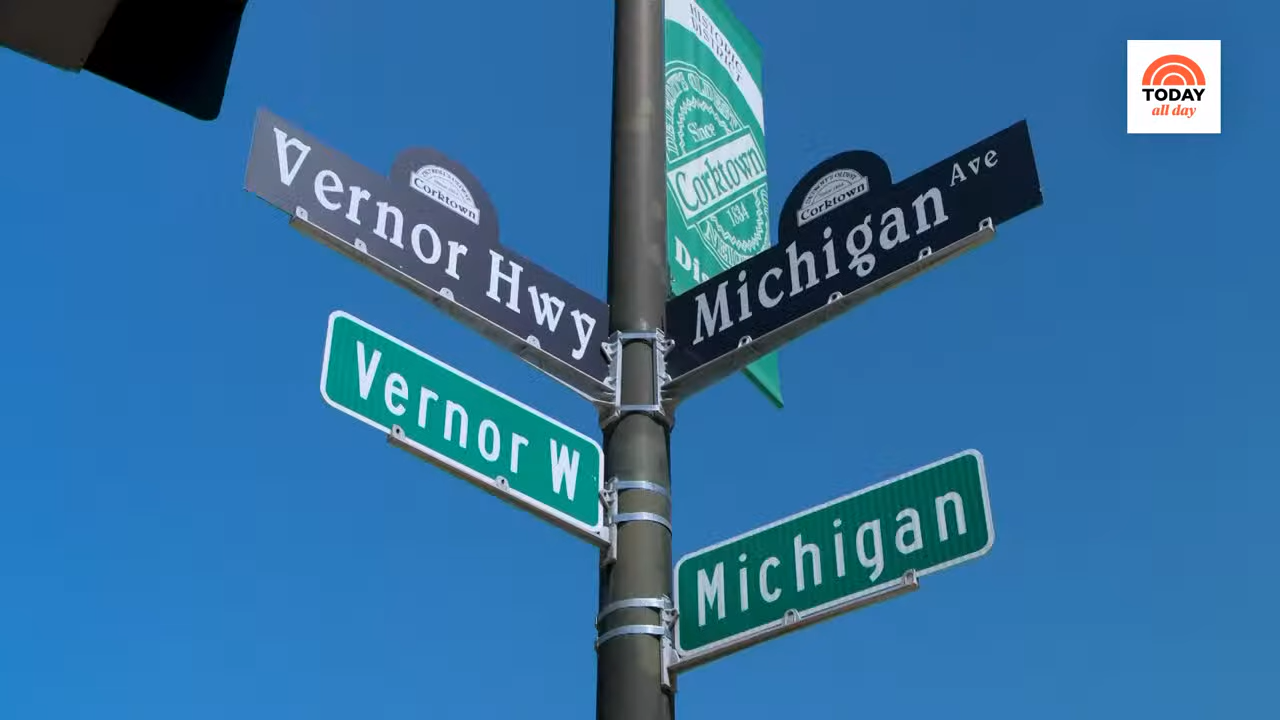 HISTORIC
DISTRICT
Since
Corktown
1834
TODAY
all day
Corktown
Vernor Hwy
Corktown
Michigan Ave
Vernor W
Michigan